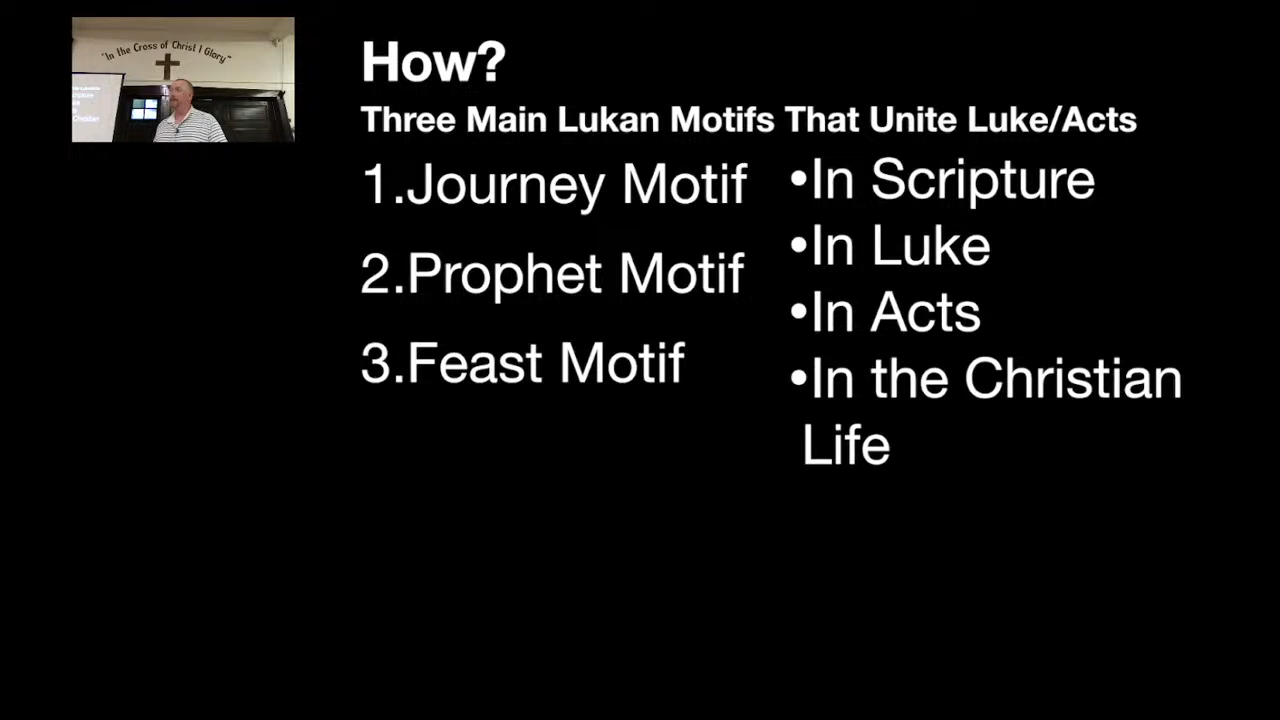 "In the Cross of Christ I Glory"
How?
Three Main Lukan Motifs That Unite Luke/Acts
1.Journey Motif
2.Prophet Motif
3.Feast Motif
•In Scripture
•In Luke
•In Acts
•In the Christian
Life